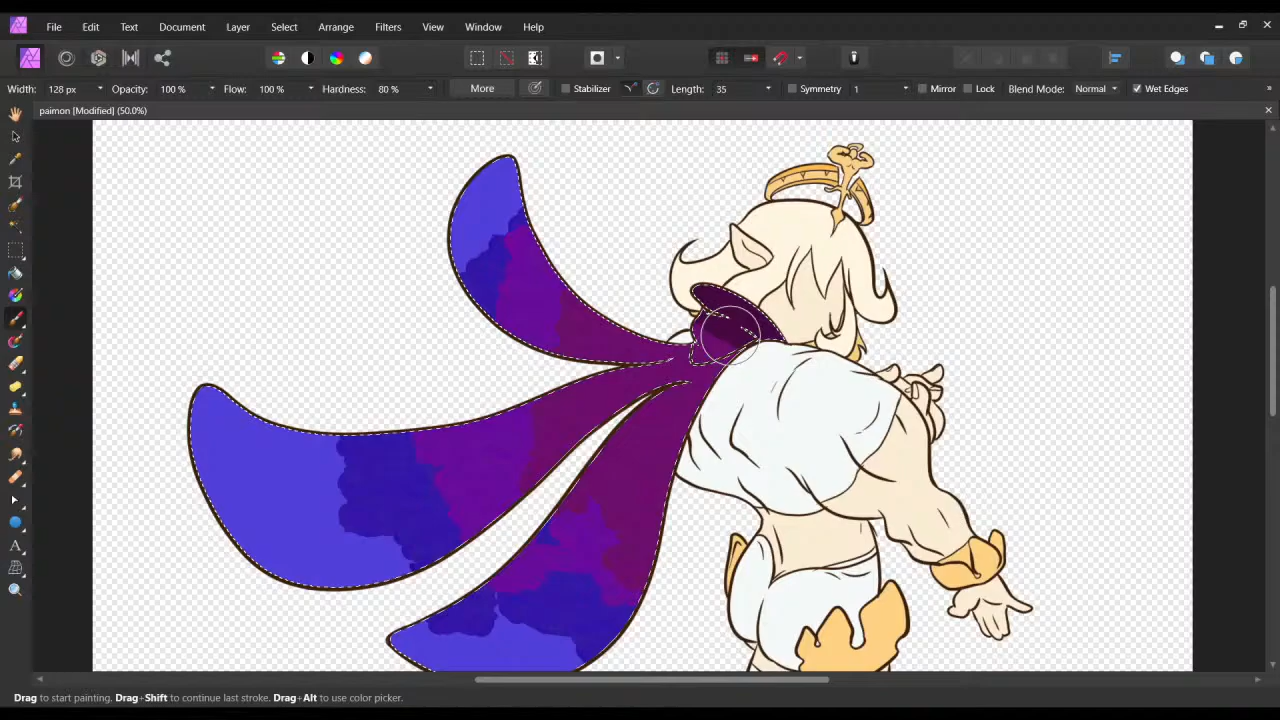 File Edit Text Document Layer Select Arrange Filters View Window Help
Width: 128 px Opacity: 100 % Flow: 100 % Hardness: 80 % More Stabilizer Length: 35 Symmetry 1 Mirror Lock Blend Mode: Normal Wet Edges
paimon [Modified] (50.0%)
Drag to start painting. Drag+Shift to continue last stroke. Drag+Alt to use color picker.